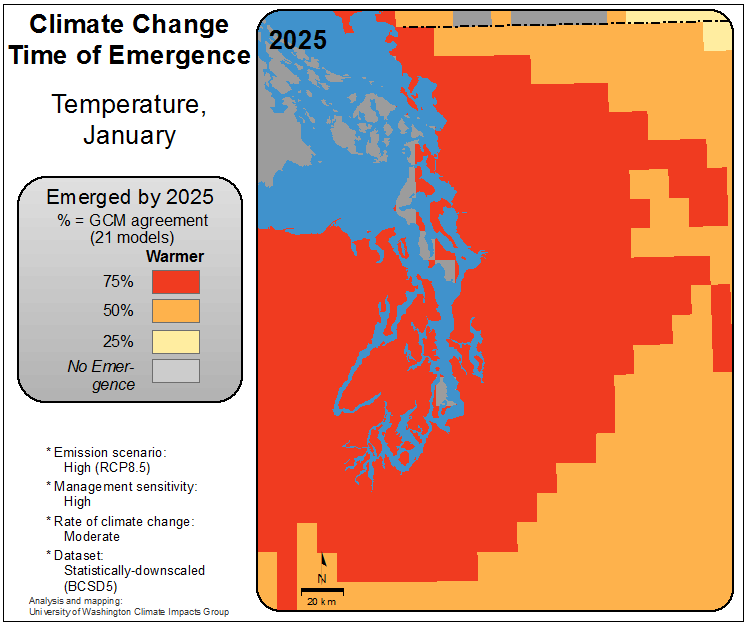 Climate Change
Time of Emergence
Temperature,
January
Emerged by 2025
% = GCM agreement
(21 models)
Warmer
75%
50%
25%
No Emer-
gence
* Emission scenario:
High (RCP8.5)
* Management sensitivity:
High
* Rate of climate change:
Moderate
* Dataset:
Statistically-downscaled
(BCSD5)
Analysis and mapping:
University of Washington Climate Impacts Group
2025
N
20 km